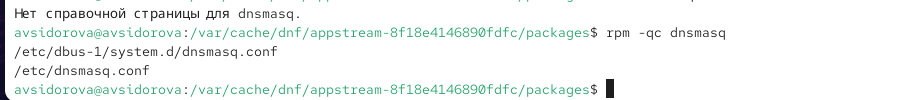 Нет справочной страницы для dnsmasq.
avsidorova@avsidorova:/var/cache/dnf/appstream-8f18e4146890fdfc/packages$ rpm -qc dnsmasq
/etc/dbus-1/system.d/dnsmasq.conf
/etc/dnsmasq.conf
avsidorova@avsidorova:/var/cache/dnf/appstream-8f18e4146890fdfc/packages$